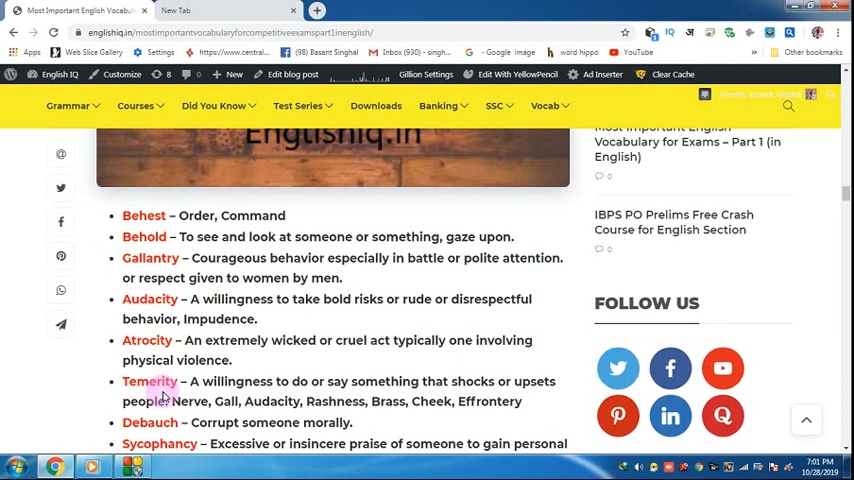 Most Important English Vocabular
New Tab
englishiq.in/mostimportantvocabularyforcompetitiveexamspart1inenglish/
Apps
Web Slice Gallery
Settings
https://www.central...
(98) Basant Singhal
Inbox (930) - singh...
- Google image
word hippo
YouTube
Other bookmarks
English IQ
Customize
0
New
Edit blog post
Gillion Settings
Edit With YellowPencil
Ad Inserter
Clear Cache
Howdy, Basant Singhal
Grammar
Courses
Did You Know
Test Series
Downloads
Banking
SSC
Vocab
Englishiq.in
Most Important English
Vocabulary for Exams – Part 1 (in
English)
0
IBPS PO Prelims Free Crash
Course for English Section
0
FOLLOW US
Behest – Order, Command
Behold – To see and look at someone or something, gaze upon.
Gallantry – Courageous behavior especially in battle or polite attention.
or respect given to women by men.
Audacity – A willingness to take bold risks or rude or disrespectful
behavior, Impudence.
Atrocity – An extremely wicked or cruel act typically one involving
physical violence.
Temerity – A willingness to do or say something that shocks or upsets
people. Nerve, Gall, Audacity, Rashness, Brass, Cheek, Effrontery
Debauch – Corrupt someone morally.
Sycophancy – Excessive or insincere praise of someone to gain personal
7:01 PM
10/28/2019